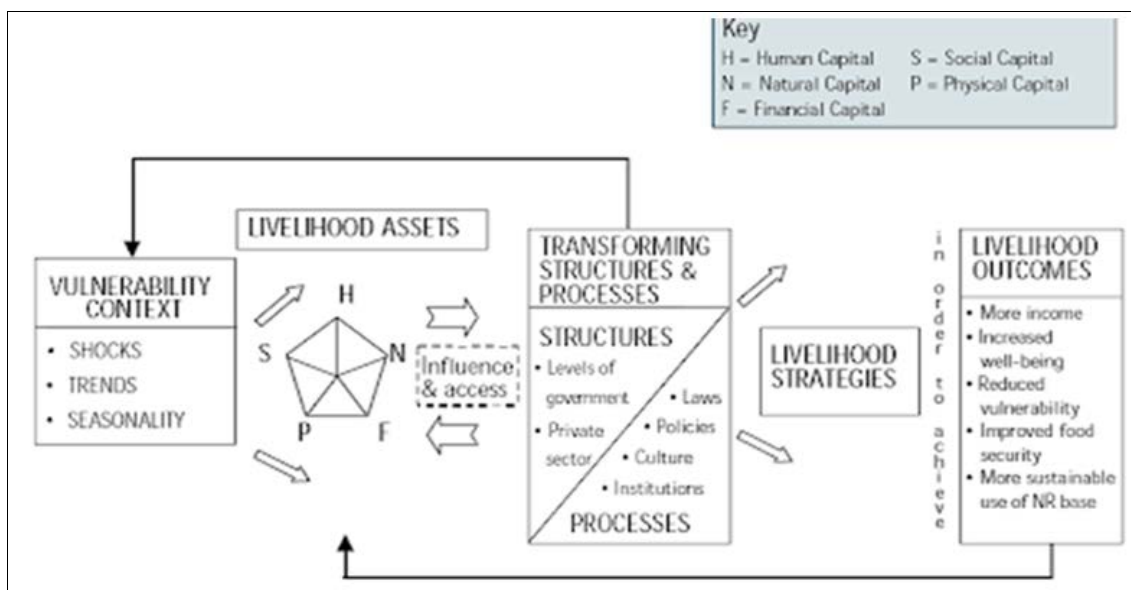 Key
H = Human Capital S = Social Capital
N = Natural Capital P = Physical Capital
F = Financial Capital
LIVELIHOOD ASSETS
VULNERABILITY
CONTEXT
• SHOCKS
• TRENDS
• SEASONALITY
H
S
N
P
F
Influence
& access
TRANSFORMING
STRUCTURES &
PROCESSES
STRUCTURES
• Levels of
government
• Private
sector
• Laws
• Policies
• Culture
• Institutions
PROCESSES
LIVELIHOOD
STRATEGIES
in order to achieve
LIVELIHOOD
OUTCOMES
• More income
• Increased
well-being
• Reduced
vulnerability
• Improved food
security
• More sustainable
use of NR base